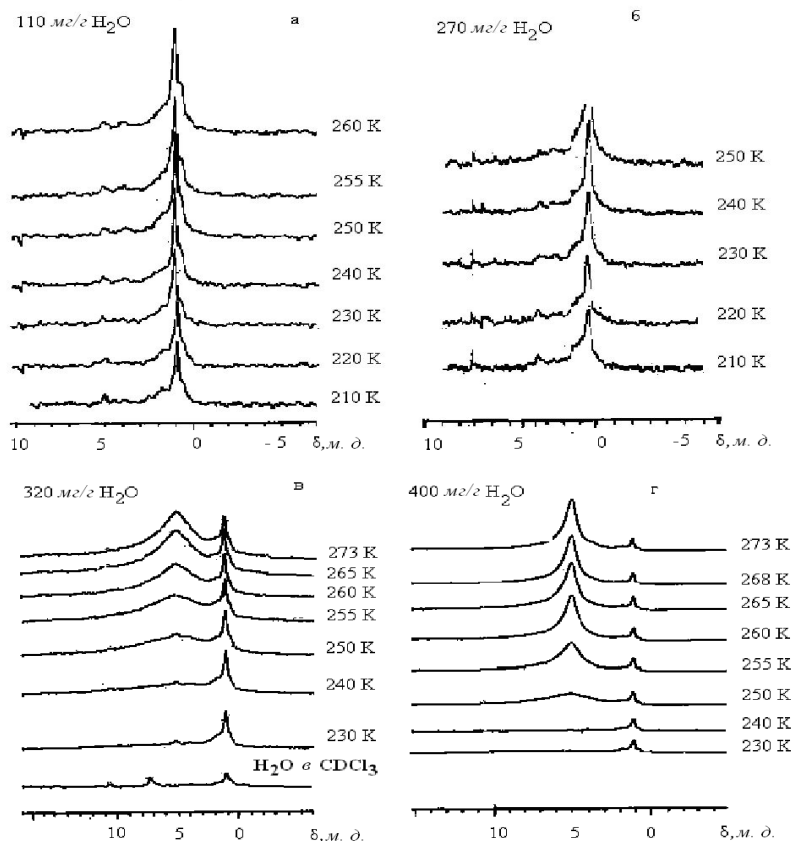 110 мг/г H₂O
а
260 K
255 K
250 K
240 K
230 K
220 K
210 K
10 5 0 - 5 δ,м. д.
270 мг/г H₂O
б
250 K
240 K
230 K
220 K
210 K
10 5 0 -5 δ,м. д.
320 мг/г H₂O
в
273 K
265 K
260 K
255 K
250 K
240 K
230 K
H₂O в CDCl₃
10 5 0 δ,м. д.
400 мг/г H₂O
г
273 K
268 K
265 K
260 K
255 K
250 K
240 K
230 K
10 5 0 δ,м. д.